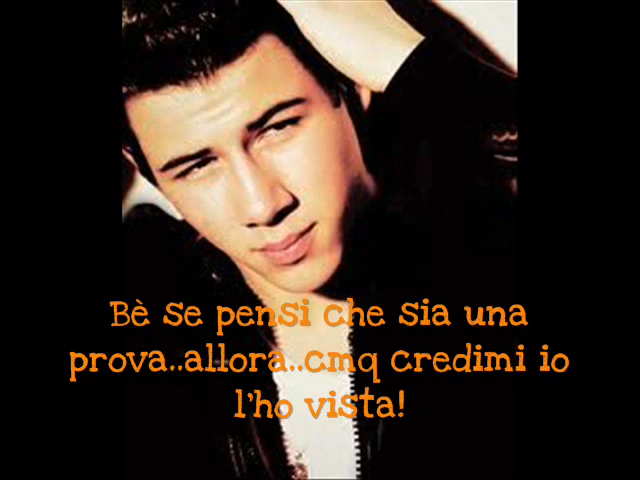 Bè se pensi che sia una
prova..allora..cmq credimi io
l'ho vista!